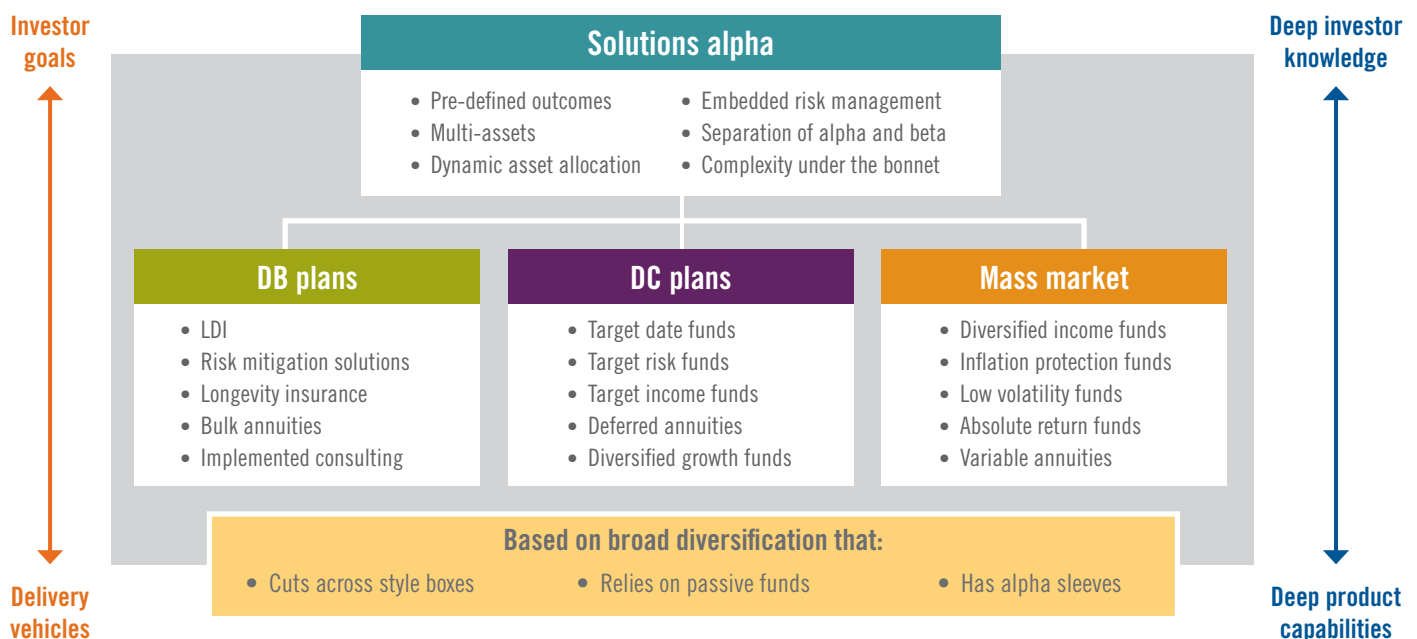 Investor
goals
Solutions alpha
Deep investor
knowledge
• Pre-defined outcomes
• Multi-assets
• Dynamic asset allocation
• Embedded risk management
• Separation of alpha and beta
• Complexity under the bonnet
DB plans
• LDI
• Risk mitigation solutions
• Longevity insurance
• Bulk annuities
• Implemented consulting
DC plans
• Target date funds
• Target risk funds
• Target income funds
• Deferred annuities
• Diversified growth funds
Mass market
• Diversified income funds
• Inflation protection funds
• Low volatility funds
• Absolute return funds
• Variable annuities
Based on broad diversification that:
• Cuts across style boxes
• Relies on passive funds
• Has alpha sleeves
Delivery
vehicles
Deep product
capabilities